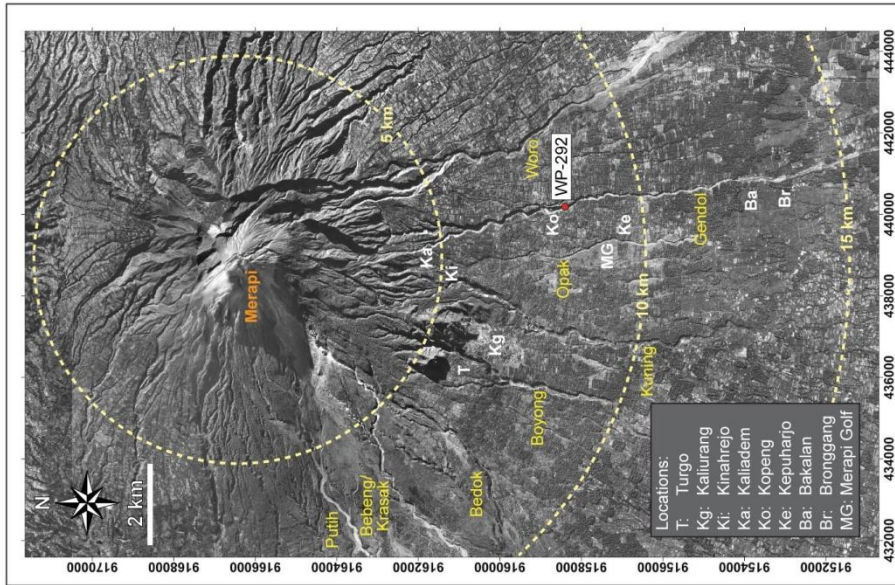 N
2 km
Merapi
5 km
Putih
Bebeng/
Krasak
Bedok
Boyong
Kuning
Opak
Gendol
Woro
T
Kg
Ki
Ka
Ko
WP-292
MG
Ke
10 km
Ba
Br
15 km
Locations:
T: Turgo
Kg: Kaliurang
Ki: Kinahrejo
Ka: Kaliadem
Ko: Kopeng
Ke: Kepuharjo
Ba: Bakalan
Br: Bronggang
MG: Merapi Golf
9170000
9168000
9166000
9164000
9162000
9160000
9158000
9156000
9154000
9152000
432000
434000
436000
438000
440000
442000
444000